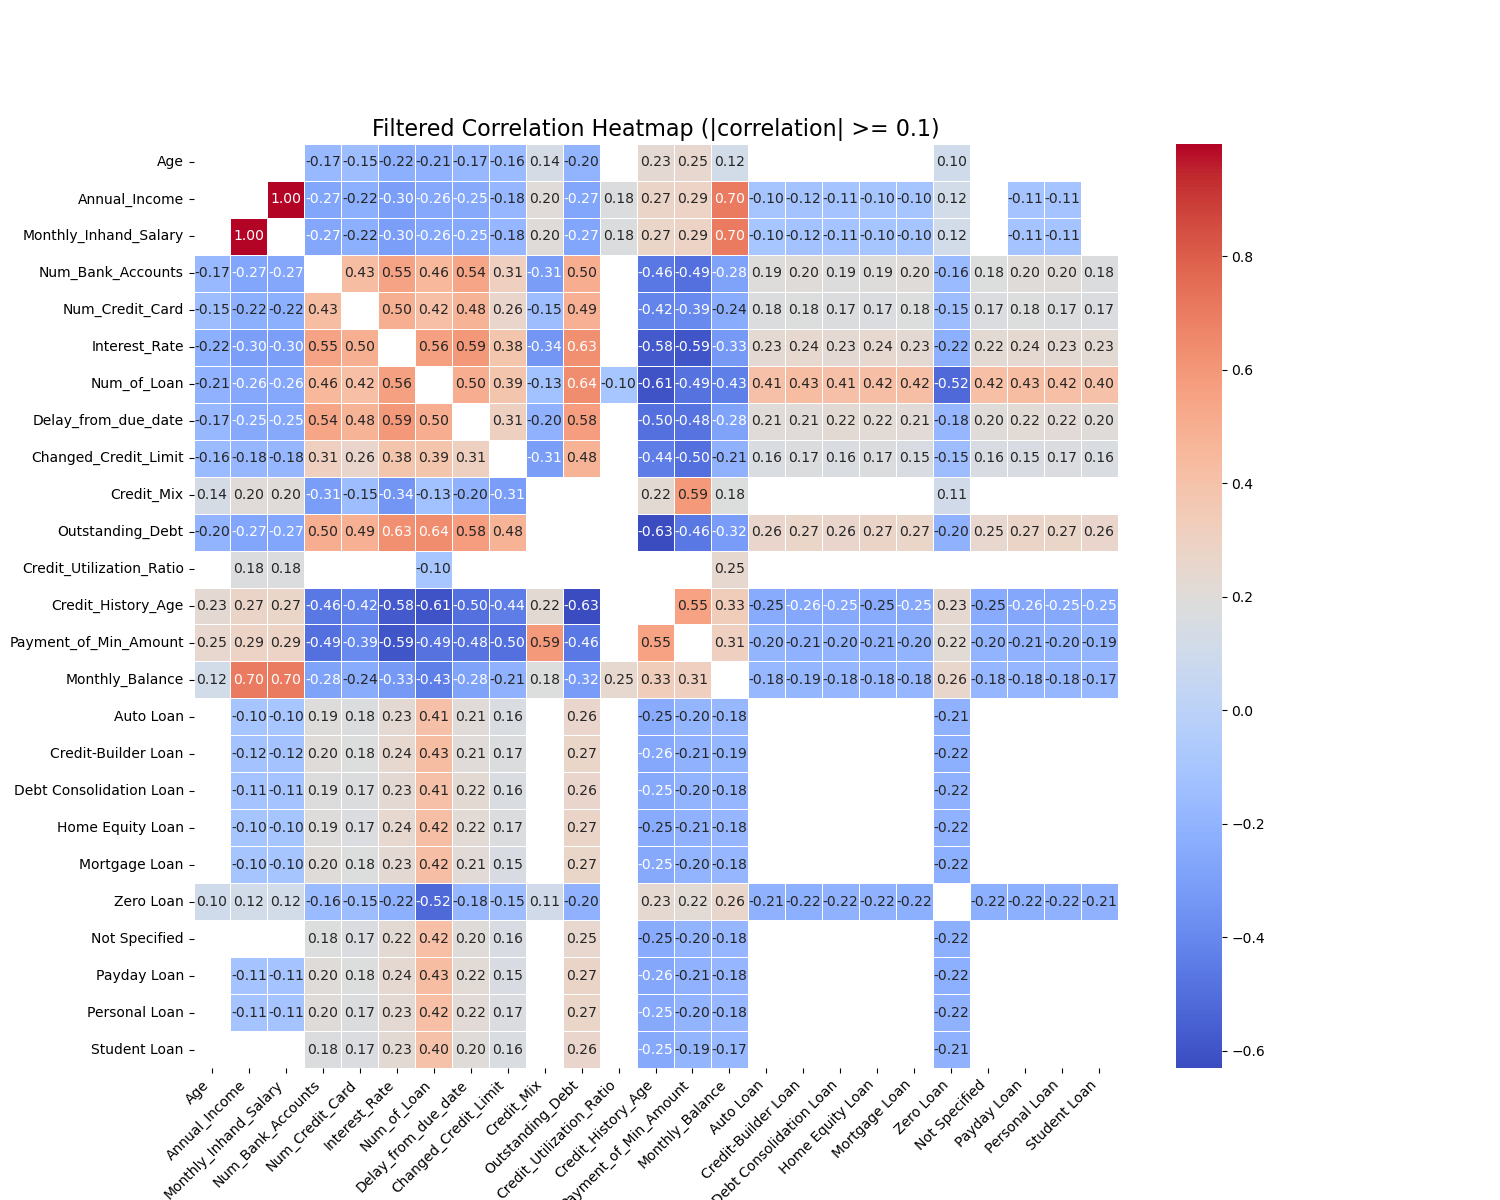 Filtered Correlation Heatmap (|correlation| >= 0.1)
Age -0.17 -0.15 -0.22 -0.21 -0.17 -0.16 0.14 -0.20 0.23 0.25 0.12 0.10
Annual_Income 1.00 -0.27 -0.22 -0.30 -0.26 -0.25 -0.18 0.20 -0.27 0.18 0.27 0.29 0.70 -0.10 -0.12 -0.11 -0.10 -0.10 0.12 -0.11 -0.11
Monthly_Inhand_Salary 1.00 -0.27 -0.22 -0.30 -0.26 -0.25 -0.18 0.20 -0.27 0.18 0.27 0.29 0.70 -0.10 -0.12 -0.11 -0.10 -0.10 0.12 -0.11 -0.11
Num_Bank_Accounts -0.17 -0.27 -0.27 0.43 0.55 0.46 0.54 0.31 -0.31 0.50 -0.46 -0.49 -0.28 0.19 0.20 0.19 0.19 0.20 -0.16 0.18 0.20 0.20 0.18
Num_Credit_Card -0.15 -0.22 -0.22 0.43 0.50 0.42 0.48 0.26 -0.15 0.49 -0.42 -0.39 -0.24 0.18 0.18 0.17 0.17 0.18 -0.15 0.17 0.18 0.17 0.17
Interest_Rate -0.22 -0.30 -0.30 0.55 0.50 0.56 0.59 0.38 -0.34 0.63 -0.58 -0.59 -0.33 0.23 0.24 0.23 0.24 0.23 -0.22 0.22 0.24 0.23 0.23
Num_of_Loan -0.21 -0.26 -0.26 0.46 0.42 0.56 0.50 0.39 -0.13 0.64 -0.10 -0.61 -0.49 -0.43 0.41 0.43 0.41 0.42 0.42 -0.52 0.42 0.43 0.42 0.40
Delay_from_due_date -0.17 -0.25 -0.25 0.54 0.48 0.59 0.50 0.31 -0.20 0.58 -0.50 -0.48 -0.28 0.21 0.21 0.22 0.22 0.21 -0.18 0.20 0.22 0.22 0.20
Changed_Credit_Limit -0.16 -0.18 -0.18 0.31 0.26 0.38 0.39 0.31 -0.31 0.48 -0.44 -0.50 -0.21 0.16 0.17 0.16 0.17 0.15 -0.15 0.16 0.15 0.17 0.16
Credit_Mix 0.14 0.20 0.20 -0.31 -0.15 -0.34 -0.13 -0.20 -0.31 0.22 0.59 0.18 0.11
Outstanding_Debt -0.20 -0.27 -0.27 0.50 0.49 0.63 0.64 0.58 0.48 -0.63 -0.46 -0.32 0.26 0.27 0.26 0.27 0.27 -0.20 0.25 0.27 0.27 0.26
Credit_Utilization_Ratio 0.18 0.18 -0.10 0.25
Credit_History_Age 0.23 0.27 0.27 -0.46 -0.42 -0.58 -0.61 -0.50 -0.44 0.22 -0.63 0.55 0.33 -0.25 -0.26 -0.25 -0.25 -0.25 0.23 -0.25 -0.26 -0.25 -0.25
Payment_of_Min_Amount 0.25 0.29 0.29 -0.49 -0.39 -0.59 -0.49 -0.48 -0.50 0.59 -0.46 0.55 0.31 -0.20 -0.21 -0.20 -0.21 -0.20 0.22 -0.20 -0.21 -0.20 -0.19
Monthly_Balance 0.12 0.70 0.70 -0.28 -0.24 -0.33 -0.43 -0.28 -0.21 0.18 -0.32 0.25 0.33 0.31 -0.18 -0.19 -0.18 -0.18 -0.18 0.26 -0.18 -0.18 -0.18 -0.17
Auto Loan -0.10 -0.10 0.19 0.18 0.23 0.41 0.21 0.16 0.26 -0.25 -0.20 -0.18 -0.21
Credit-Builder Loan -0.12 -0.12 0.20 0.18 0.24 0.43 0.21 0.17 0.27 -0.26 -0.21 -0.19 -0.22
Debt Consolidation Loan -0.11 -0.11 0.19 0.17 0.23 0.41 0.22 0.16 0.26 -0.25 -0.20 -0.18 -0.22
Home Equity Loan -0.10 -0.10 0.19 0.17 0.24 0.42 0.22 0.17 0.27 -0.25 -0.21 -0.18 -0.22
Mortgage Loan -0.10 -0.10 0.20 0.18 0.23 0.42 0.21 0.15 0.27 -0.25 -0.20 -0.18 -0.22
Zero Loan 0.10 0.12 0.12 -0.16 -0.15 -0.22 -0.52 -0.18 -0.15 0.11 -0.20 0.23 0.22 0.26 -0.21 -0.22 -0.22 -0.22 -0.22 -0.22 -0.22 -0.22 -0.21
Not Specified 0.18 0.17 0.22 0.42 0.20 0.16 0.25 -0.25 -0.20 -0.18 -0.22
Payday Loan -0.11 -0.11 0.20 0.18 0.24 0.43 0.22 0.15 0.27 -0.26 -0.21 -0.18 -0.22
Personal Loan -0.11 -0.11 0.20 0.17 0.23 0.42 0.22 0.17 0.27 -0.25 -0.20 -0.18 -0.22
Student Loan 0.18 0.17 0.23 0.40 0.20 0.16 0.26 -0.25 -0.19 -0.17 -0.21
Age
Annual_Income
Monthly_Inhand_Salary
Num_Bank_Accounts
Num_Credit_Card
Interest_Rate
Num_of_Loan
Delay_from_due_date
Changed_Credit_Limit
Credit_Mix
Outstanding_Debt
Credit_Utilization_Ratio
Credit_History_Age
Payment_of_Min_Amount
Monthly_Balance
Auto Loan
Credit-Builder Loan
Debt Consolidation Loan
Home Equity Loan
Mortgage Loan
Zero Loan
Not Specified
Payday Loan
Personal Loan
Student Loan
0.8
0.6
0.4
0.2
0.0
−0.2
−0.4
−0.6